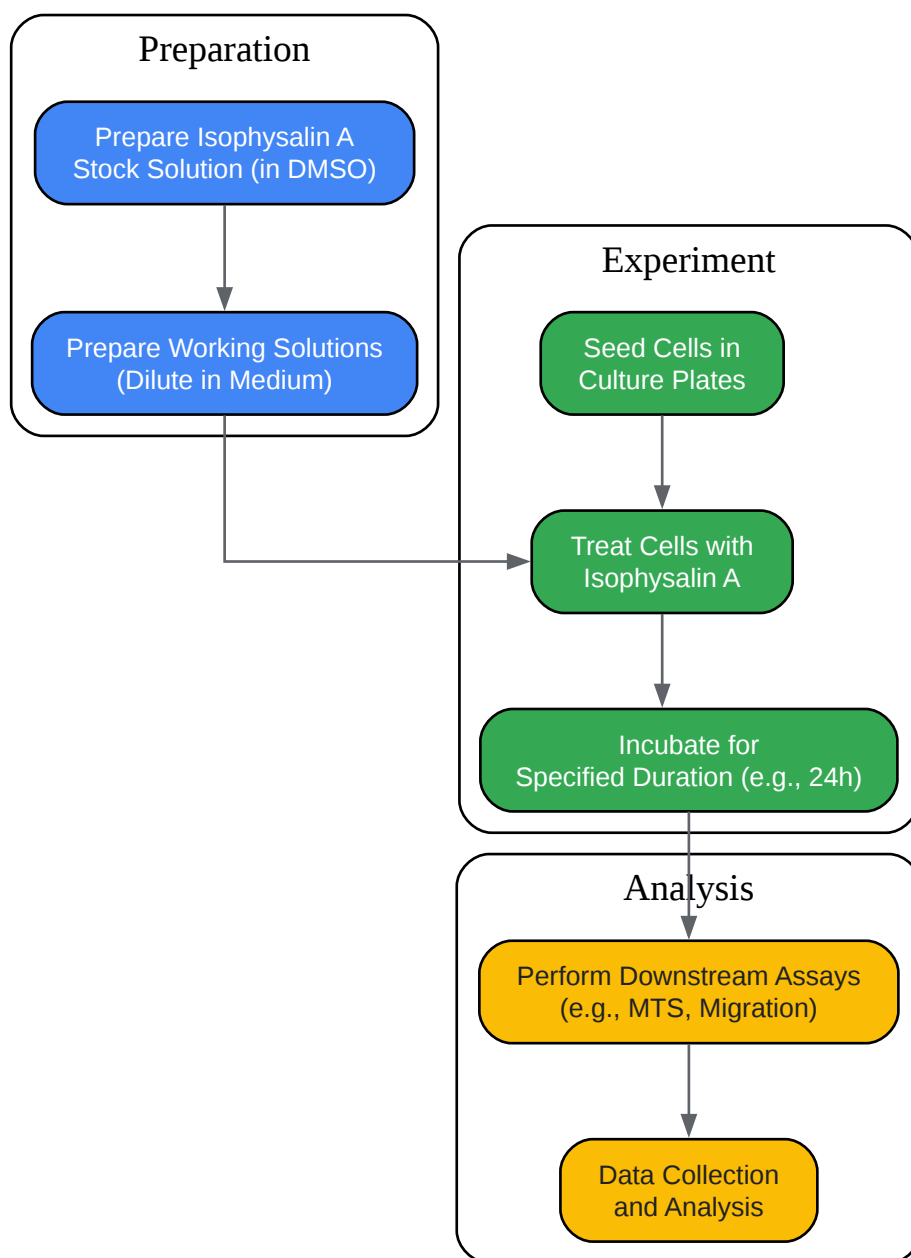 Preparation
Prepare Isophysalin A
Stock Solution (in DMSO)
Prepare Working Solutions
(Dilute in Medium)
Experiment
Seed Cells in
Culture Plates
Treat Cells with
Isophysalin A
Incubate for
Specified Duration (e.g., 24h)
Analysis
Perform Downstream Assays
(e.g., MTS, Migration)
Data Collection
and Analysis